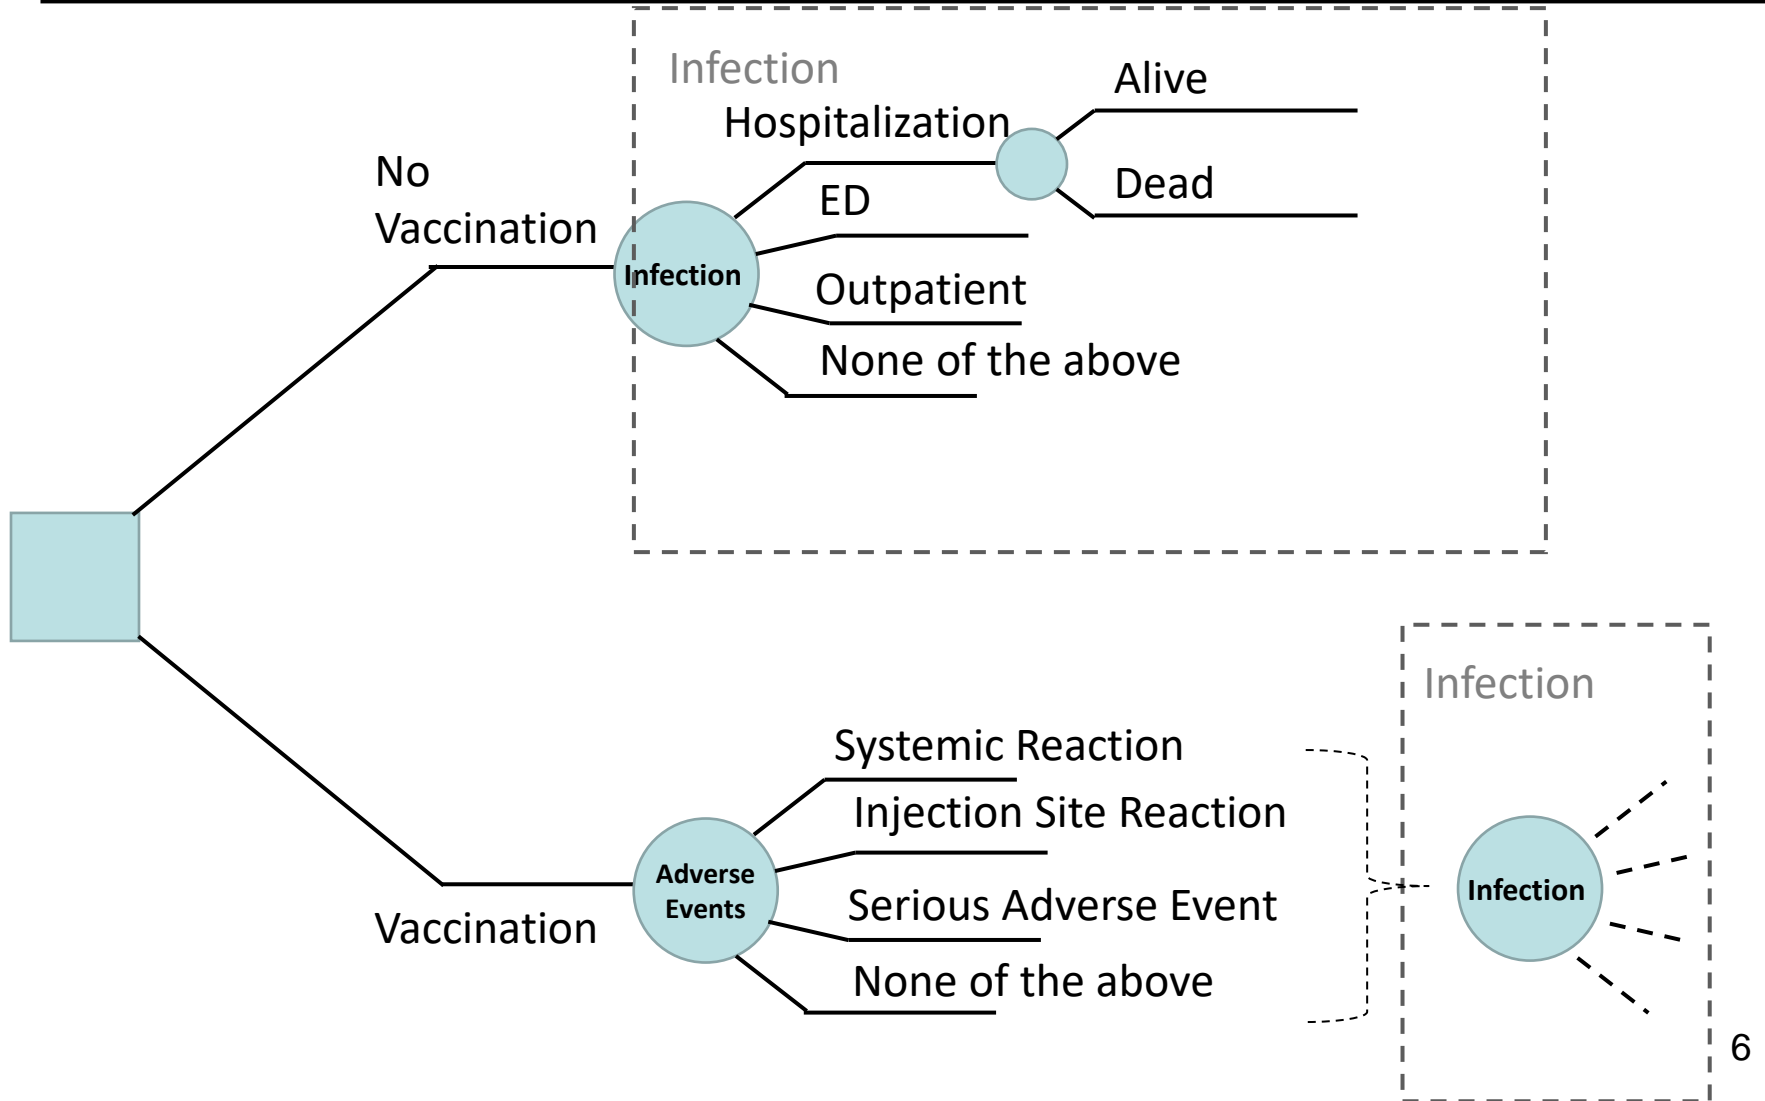 Infection
Alive
Hospitalization
No
Vaccination
ED
Dead
Infection
Outpatient
None of the above
Infection
Systemic Reaction
Injection Site Reaction
Adverse
Events
Infection
Serious Adverse Event
Vaccination
None of the above
6